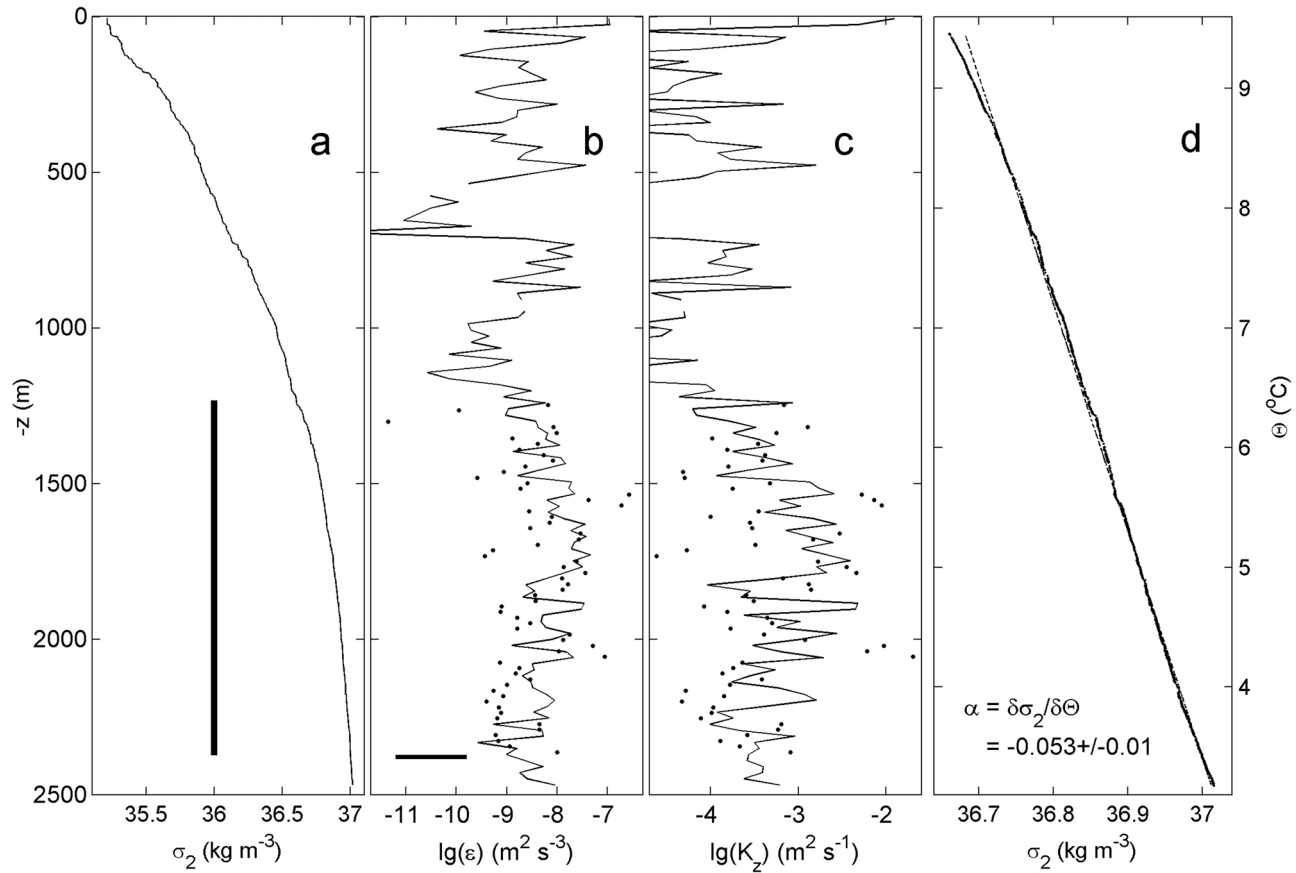 0
500
1000
1500
2000
2500
-z (m)
a
35.5 36 36.5 37
σ2 (kg m-3)
b
-11 -10 -9 -8 -7
lg(ε) (m2 s-3)
c
-4 -3 -2
lg(Kz) (m2 s-1)
d
α = δσ2/δΘ
= -0.053+/-0.01
36.7 36.8 36.9 37
σ2 (kg m-3)
9
8
7
6
5
4
Θ (oC)